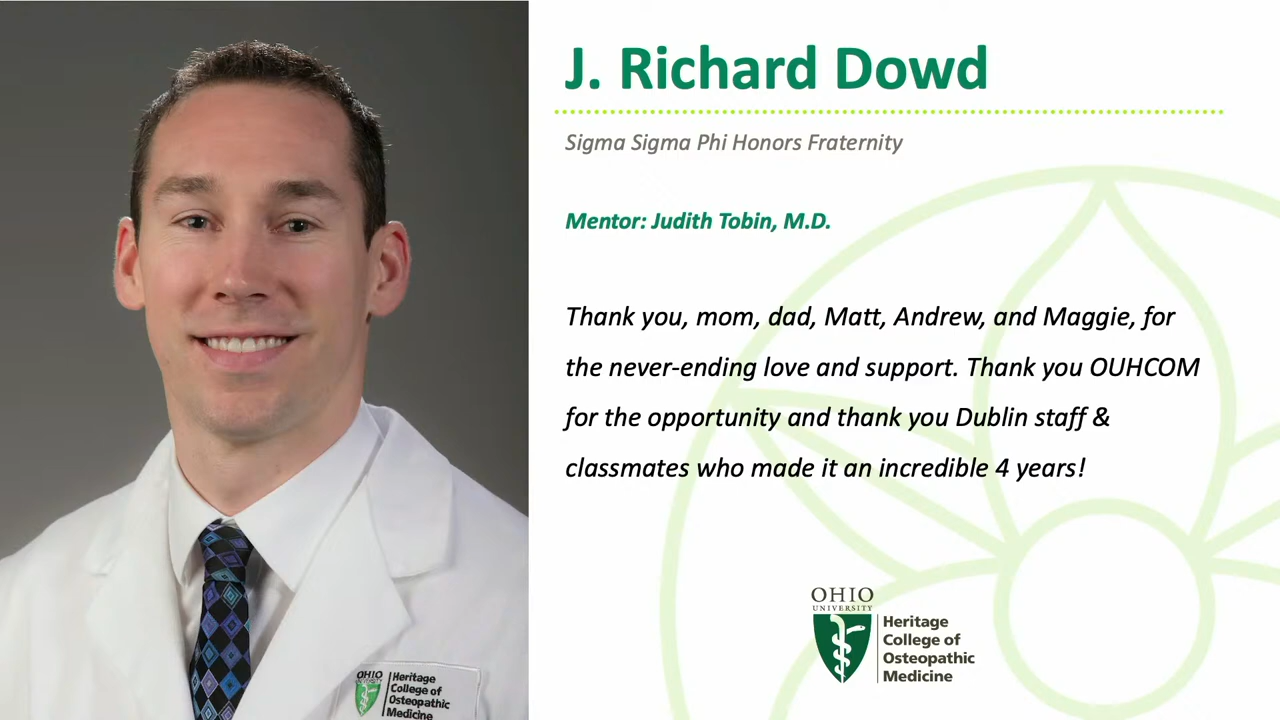 J. Richard Dowd
Sigma Sigma Phi Honors Fraternity
Mentor: Judith Tobin, M.D.
Thank you, mom, dad, Matt, Andrew, and Maggie, for
the never-ending love and support. Thank you OUHCOM
for the opportunity and thank you Dublin staff &
classmates who made it an incredible 4 years!
OHIO
UNIVERSITY
Heritage
College of
Osteopathic
Medicine
OHIO
UNIVERSITY
Heritage
College of
Osteopathic
Medicine